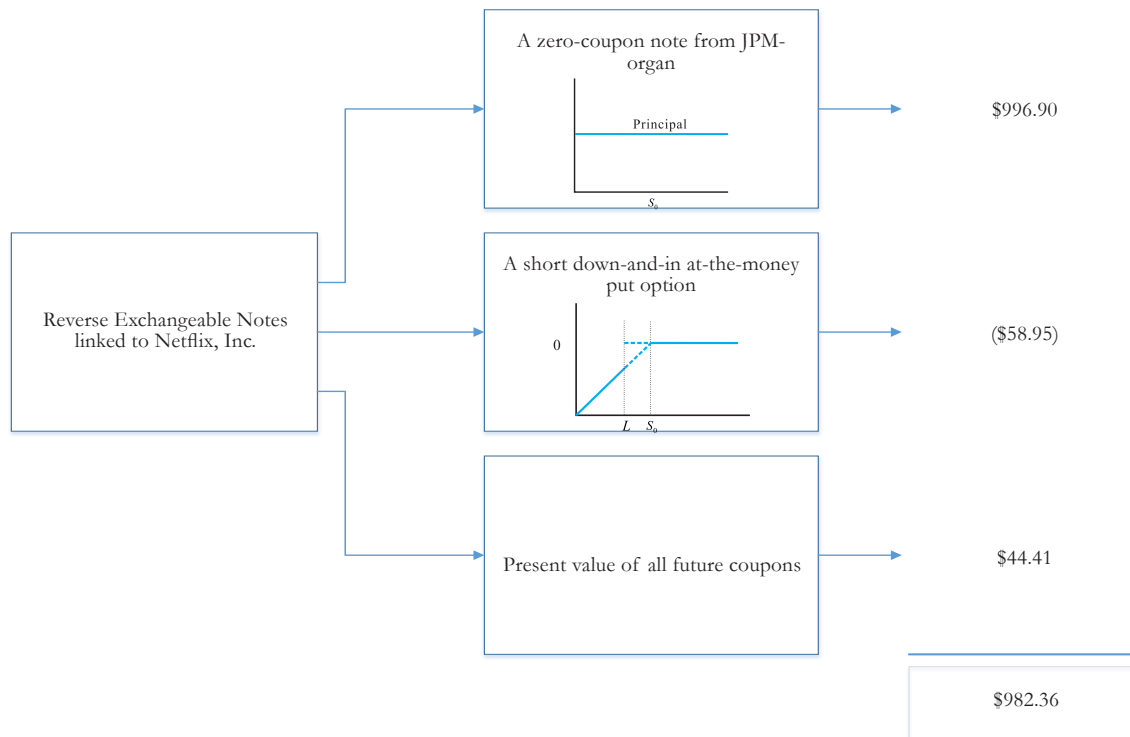 A zero-coupon note from JPM-
organ
Principal
S₀
$996.90
Reverse Exchangeable Notes
linked to Netflix, Inc.
A short down-and-in at-the-money
put option
0
L S₀
($58.95)
Present value of all future coupons
$44.41
$982.36